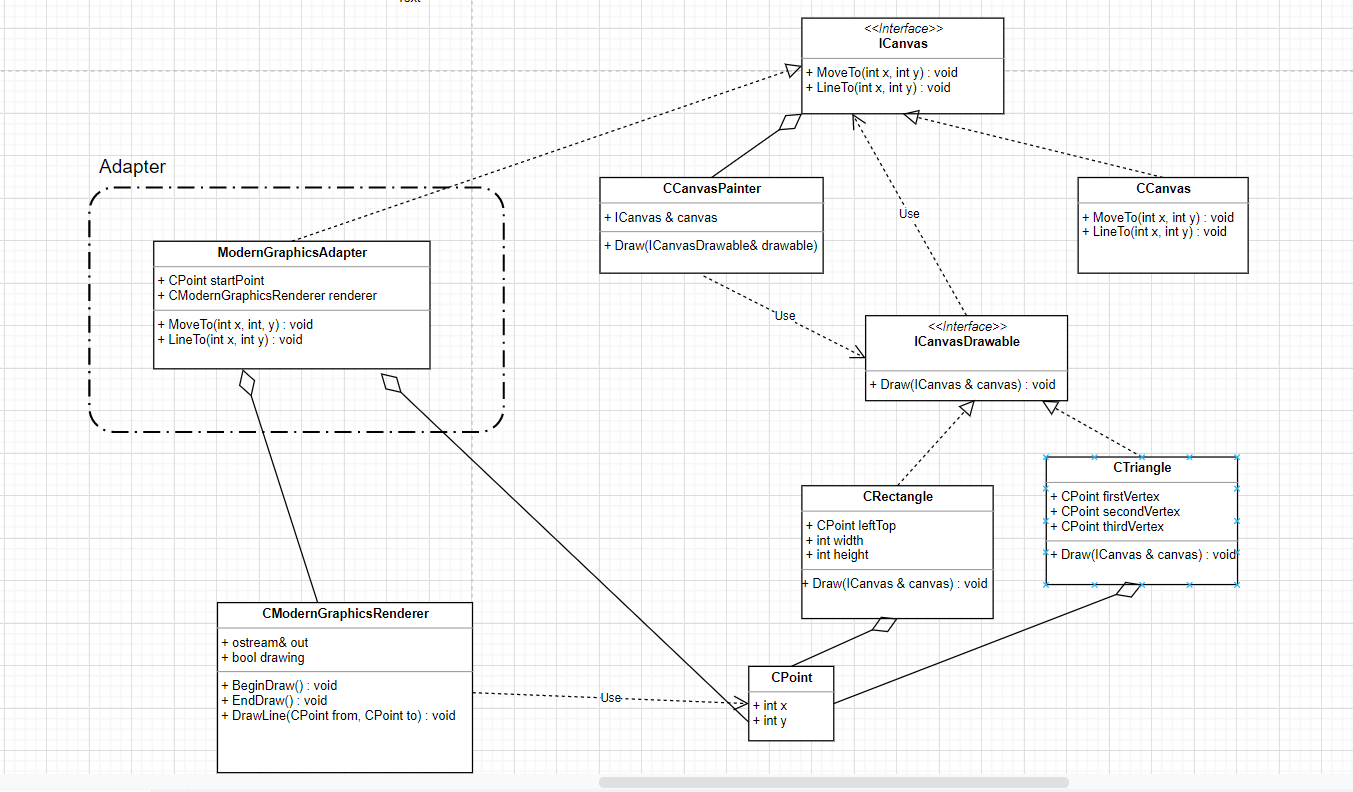 Text
<<Interface>>
ICanvas
+ MoveTo(int x, int y) : void
+ LineTo(int x, int y) : void
Adapter
CCanvasPainter
+ ICanvas & canvas
+ Draw(ICanvasDrawable& drawable)
CCanvas
+ MoveTo(int x, int y) : void
+ LineTo(int x, int y) : void
Use
ModernGraphicsAdapter
+ CPoint startPoint
+ CModernGraphicsRenderer renderer
+ MoveTo(int x, int, y) : void
+ LineTo(int x, int y) : void
Use
<<Interface>>
ICanvasDrawable
+ Draw(ICanvas & canvas) : void
CRectangle
+ CPoint leftTop
+ int width
+ int height
+ Draw(ICanvas & canvas) : void
CTriangle
+ CPoint firstVertex
+ CPoint secondVertex
+ CPoint thirdVertex
+ Draw(ICanvas & canvas) : void
CModernGraphicsRenderer
+ ostream& out
+ bool drawing
+ BeginDraw() : void
+ EndDraw() : void
+ DrawLine(CPoint from, CPoint to) : void
Use
CPoint
+ int x
+ int y